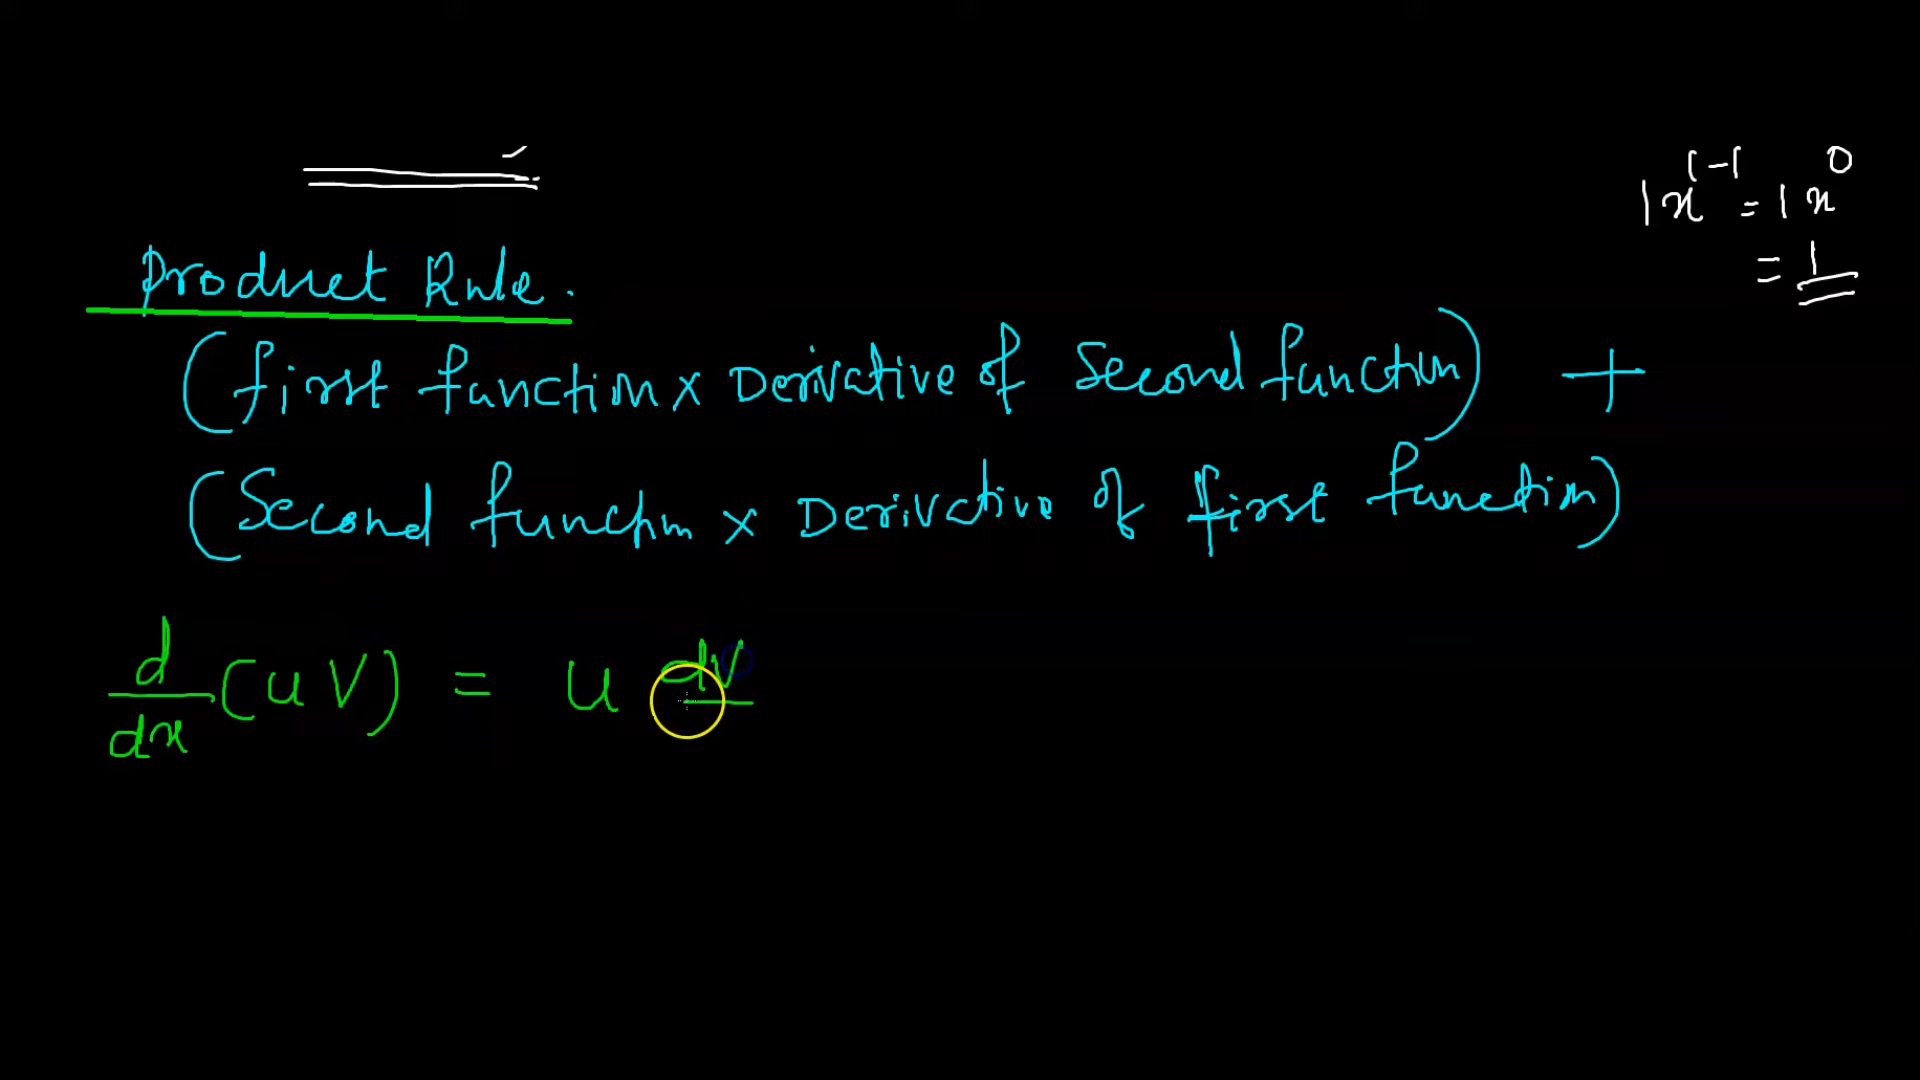 1x^(1-1) = 1x^0
= 1
Product Rule.
(first function x Derivative of Second function) +
(Second function x Derivative of first function)
d/dx (uV) = u dV